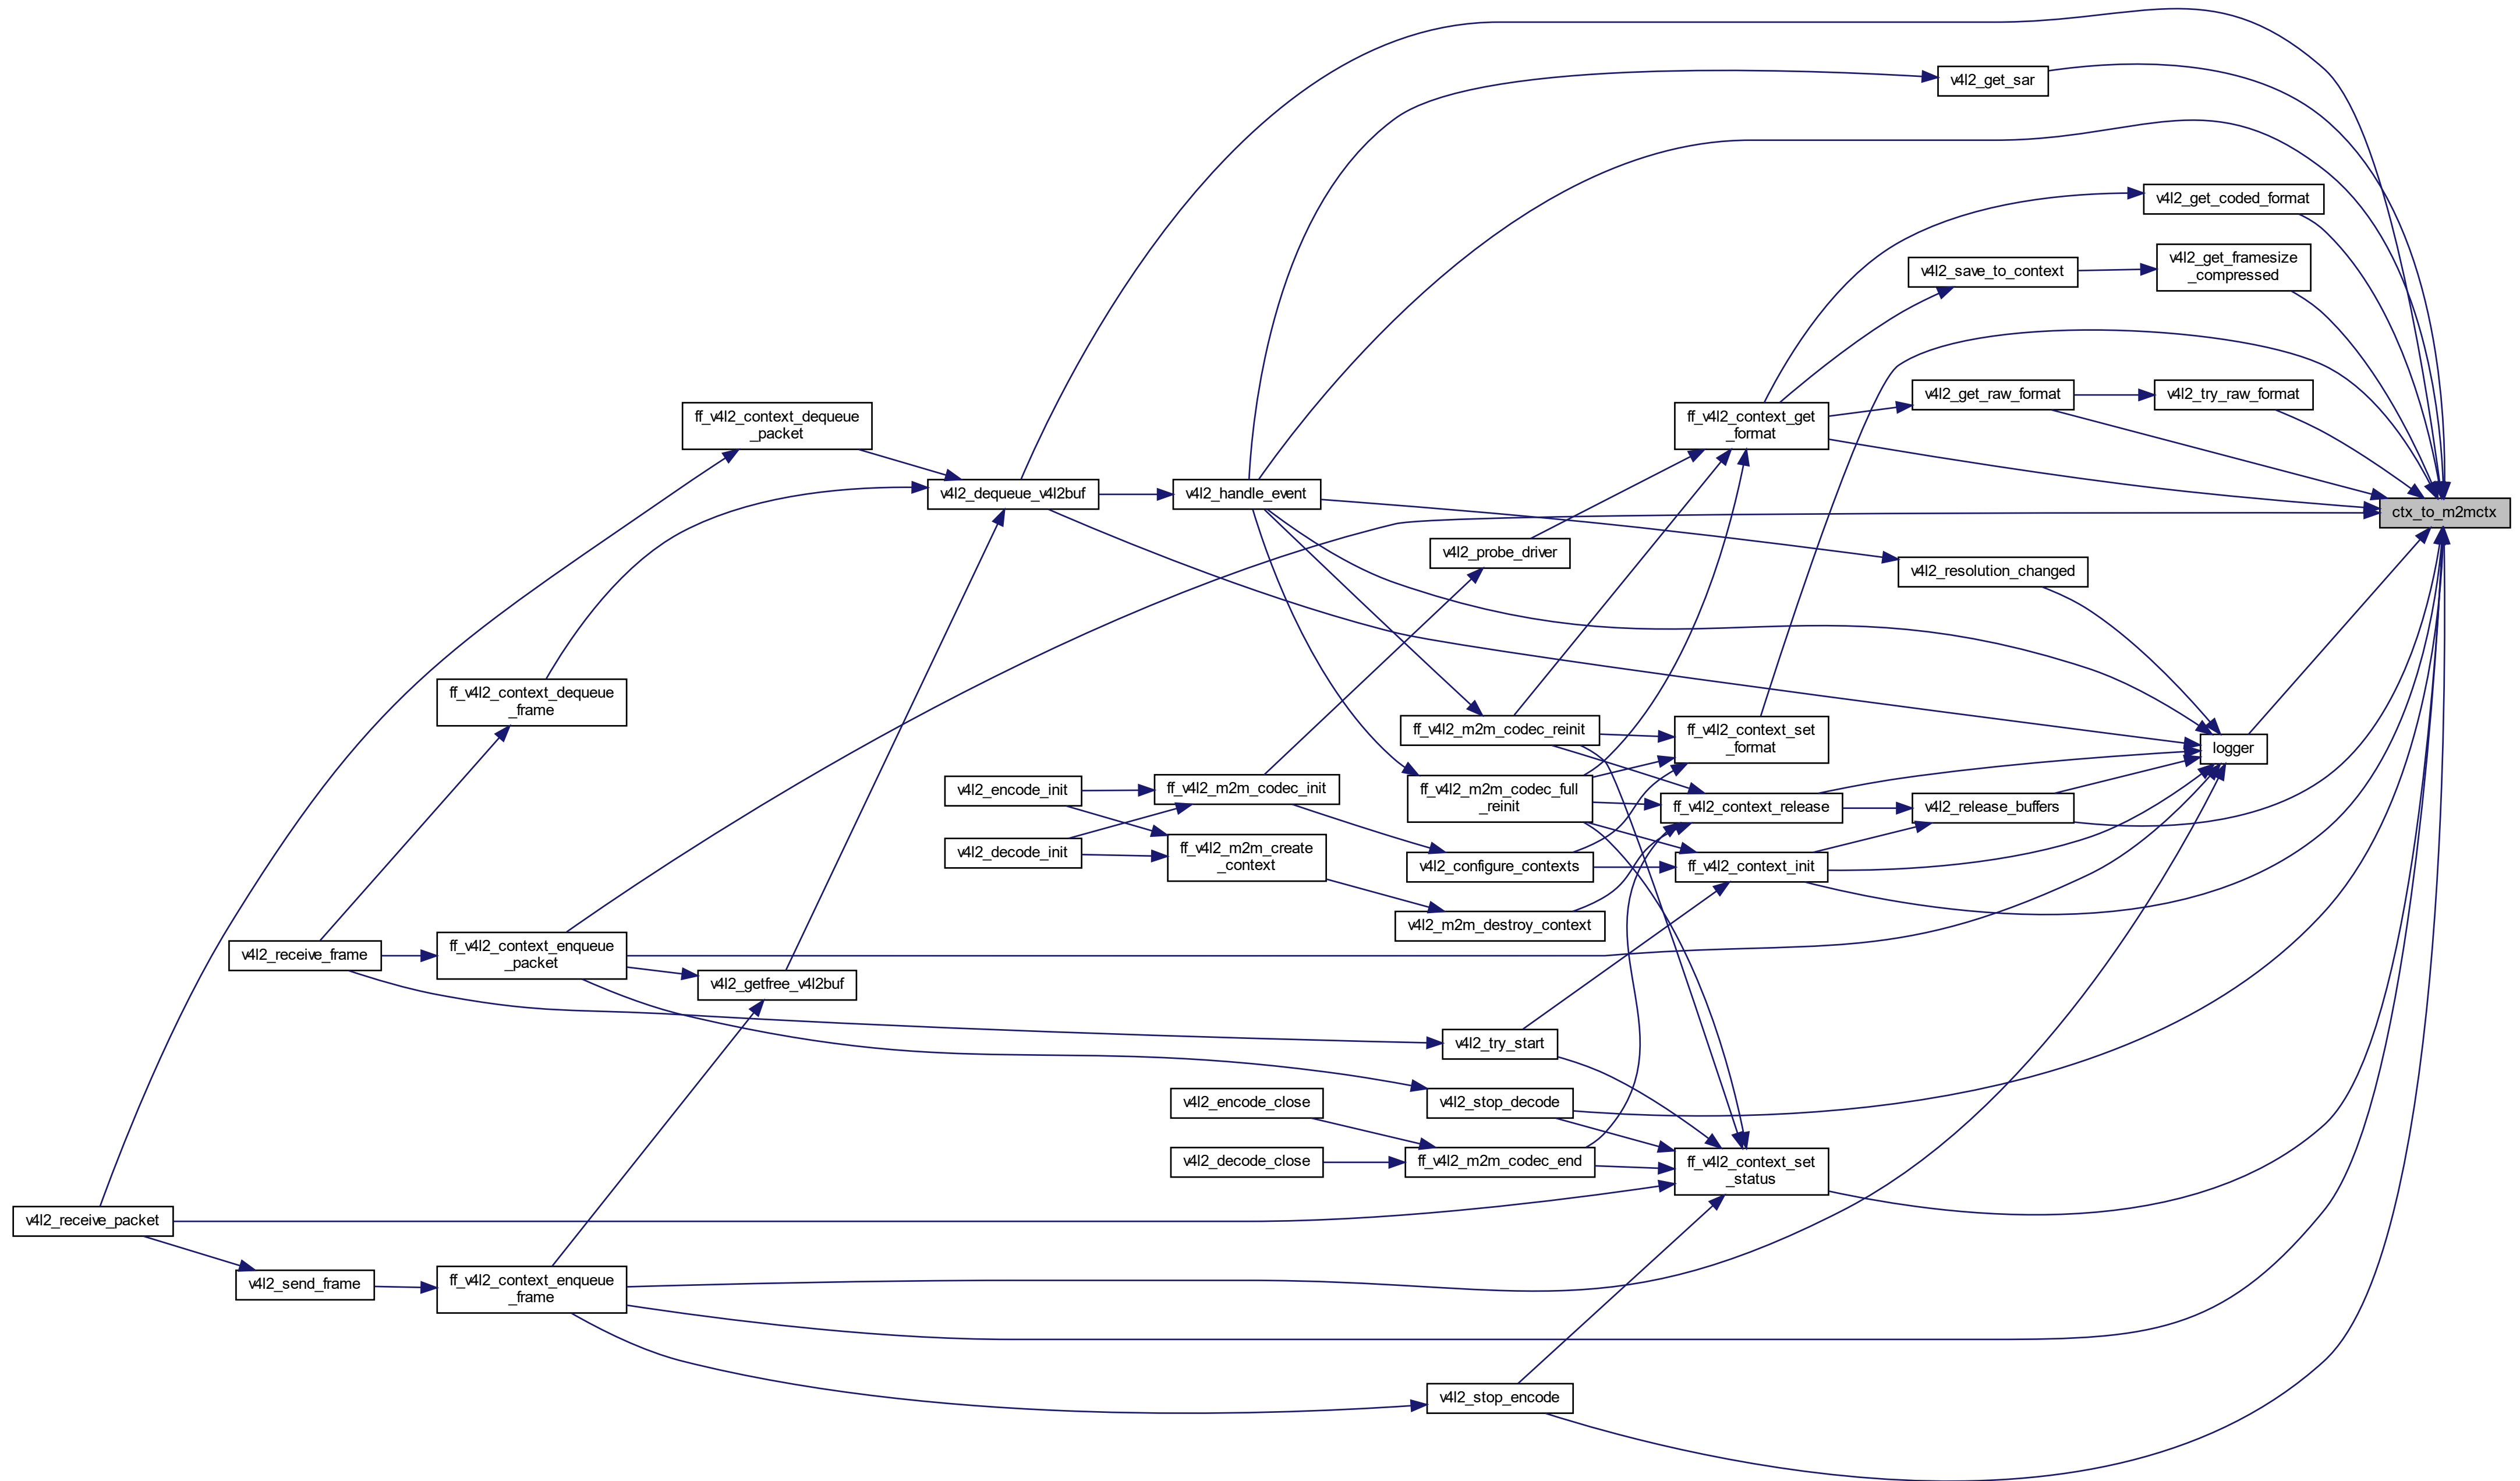 v4l2_get_sar
v4l2_get_coded_format
v4l2_get_framesize
_compressed
v4l2_save_to_context
v4l2_get_raw_format
v4l2_try_raw_format
ff_v4l2_context_dequeue
_packet
ff_v4l2_context_get
_format
v4l2_dequeue_v4l2buf
v4l2_handle_event
ctx_to_m2mctx
v4l2_probe_driver
v4l2_resolution_changed
ff_v4l2_context_dequeue
_frame
ff_v4l2_m2m_codec_reinit
ff_v4l2_context_set
_format
logger
v4l2_encode_init
ff_v4l2_m2m_codec_init
ff_v4l2_m2m_codec_full
_reinit
ff_v4l2_context_release
v4l2_release_buffers
v4l2_decode_init
ff_v4l2_m2m_create
_context
v4l2_configure_contexts
ff_v4l2_context_init
v4l2_m2m_destroy_context
v4l2_receive_frame
ff_v4l2_context_enqueue
_packet
v4l2_getfree_v4l2buf
v4l2_try_start
v4l2_encode_close
v4l2_stop_decode
v4l2_decode_close
ff_v4l2_m2m_codec_end
ff_v4l2_context_set
_status
v4l2_receive_packet
v4l2_send_frame
ff_v4l2_context_enqueue
_frame
v4l2_stop_encode